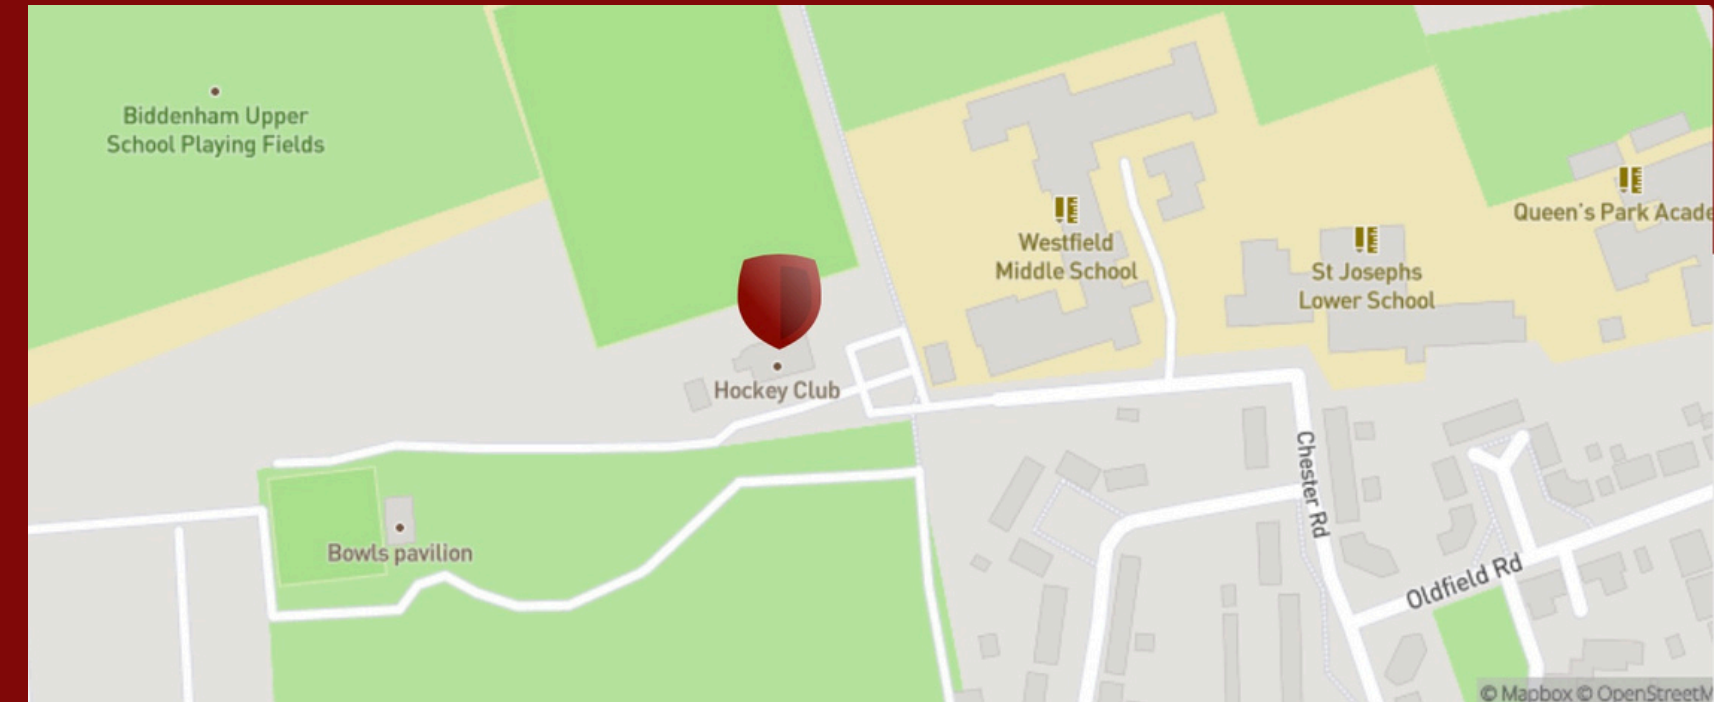 Biddenham Upper
School Playing Fields
Westfield
Middle School
St Josephs
Lower School
Queen's Park Acade
Hockey Club
Bowls pavilion
Chester Rd
Oldfield Rd
© Mapbox © OpenStreetM